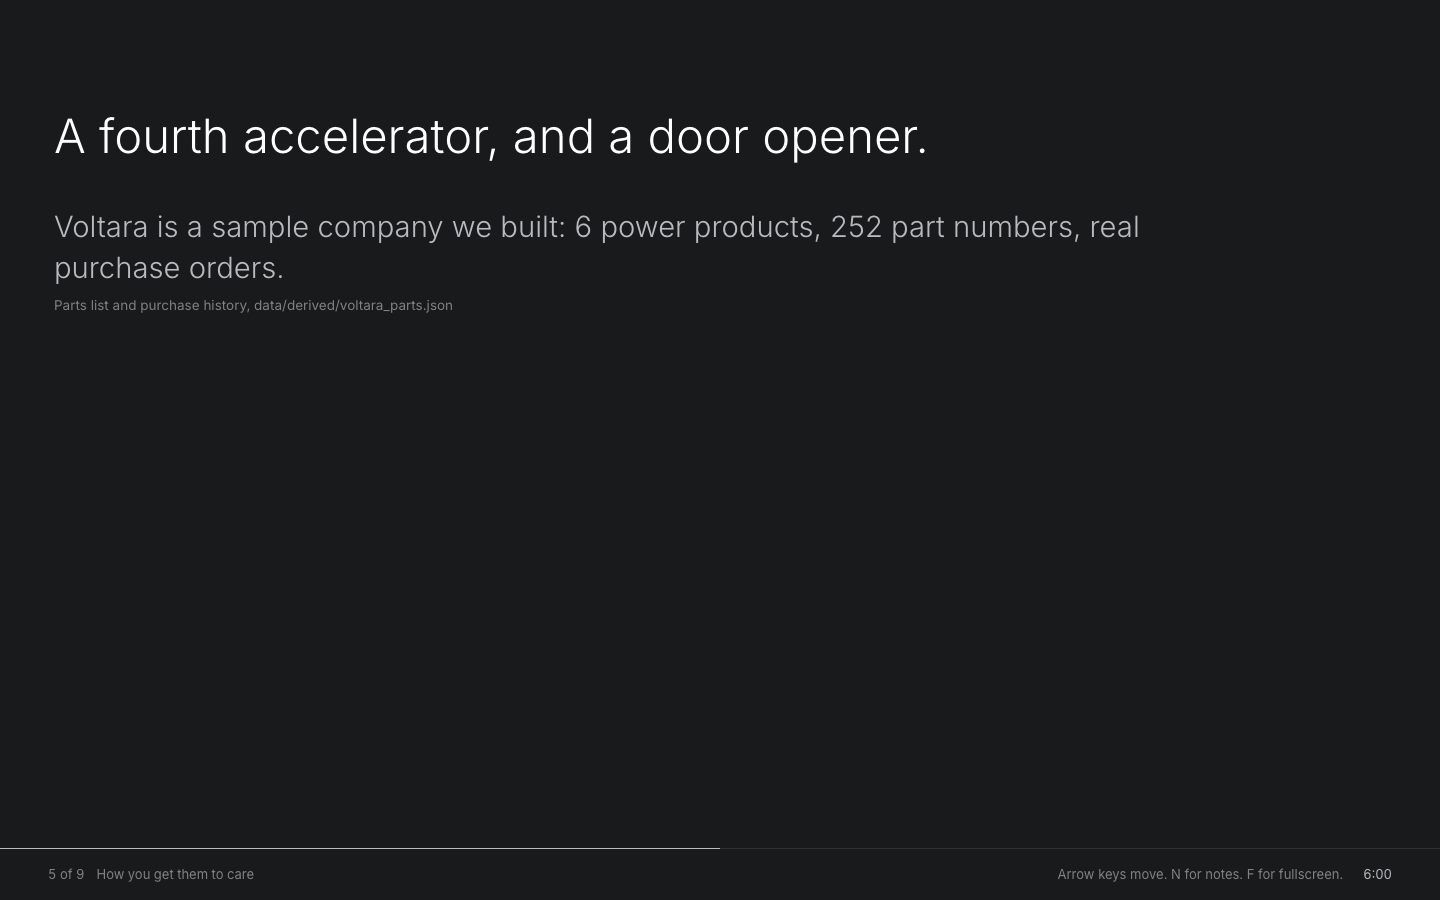 A fourth accelerator, and a door opener.
Voltara is a sample company we built: 6 power products, 252 part numbers, real
purchase orders.
Parts list and purchase history, data/derived/voltara_parts.json
5 of 9 How you get them to care
Arrow keys move. N for notes. F for fullscreen. 6:00